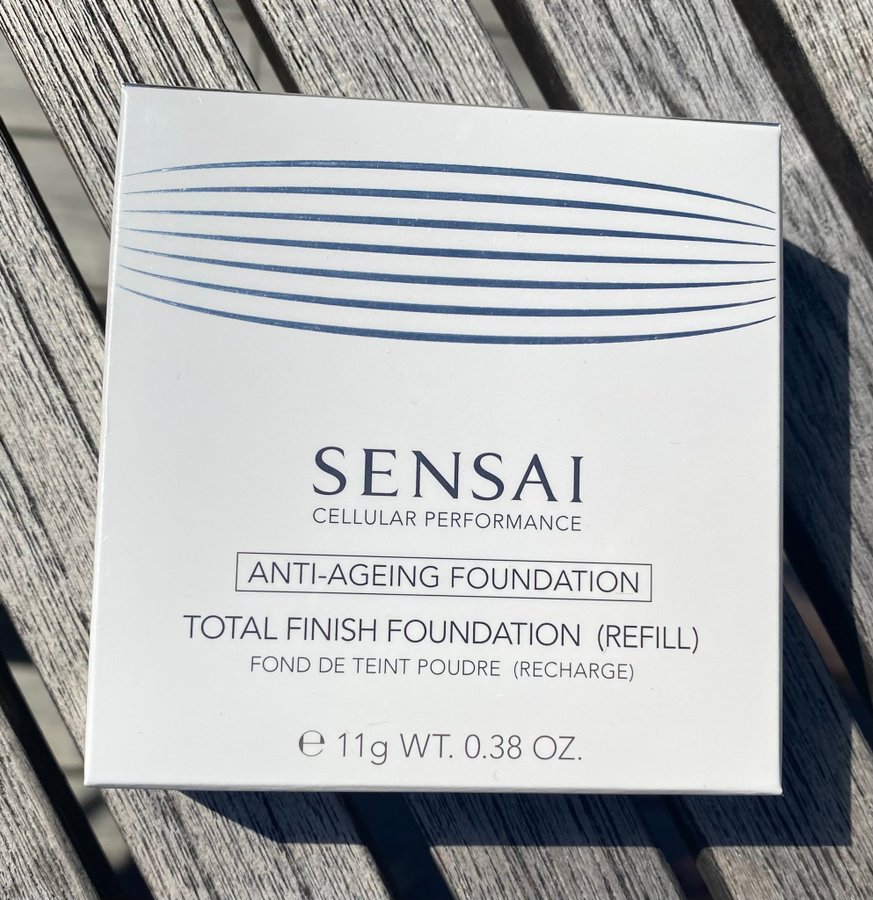 SENSAI
CELLULAR PERFORMANCE
ANTI-AGEING FOUNDATION
TOTAL FINISH FOUNDATION (REFILL)
FOND DE TEINT POUDRE (RECHARGE)
℮ 11g WT. 0.38 OZ.